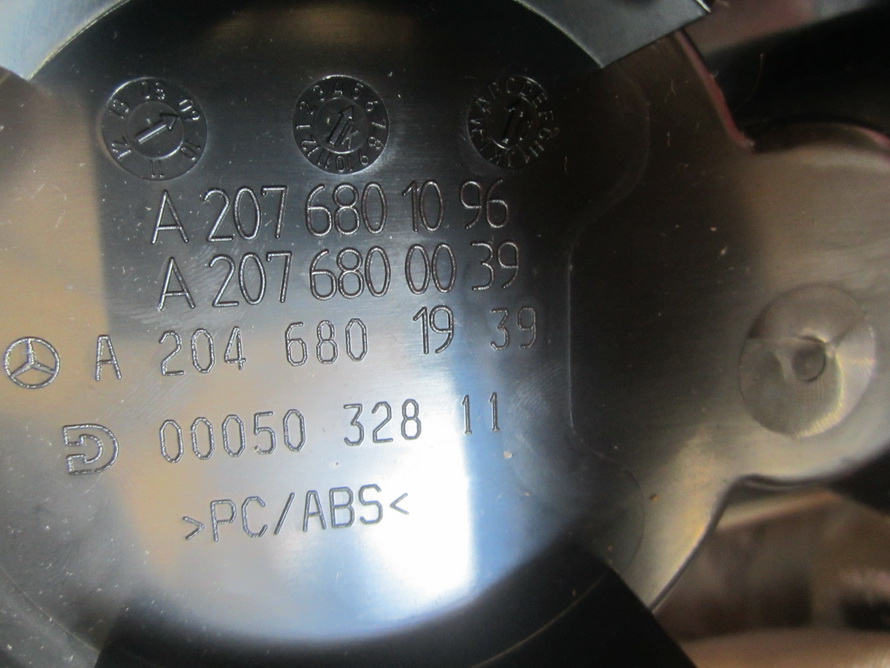 A 207 680 10 96
A 207 680 00 39
A 204 680 19 39
00050 328 11
>PC/ABS<